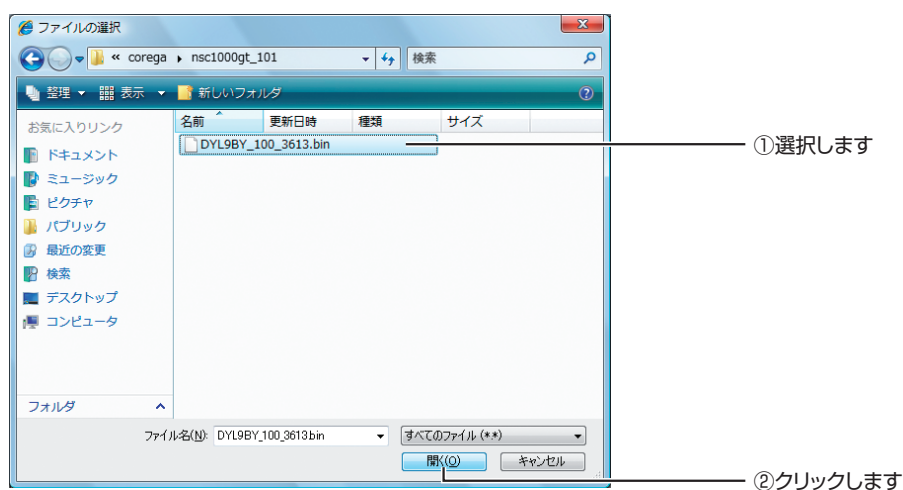 ファイルの選択
« corega ▸ nsc1000gt_101 検索
整理 表示 新しいフォルダ
お気に入りリンク
ドキュメント
ミュージック
ピクチャ
パブリック
最近の変更
検索
デスクトップ
コンピュータ
フォルダ
名前 更新日時 種類 サイズ
DYL9BY_100_3613.bin
①選択します
ファイル名(N): DYL9BY_100_3613.bin すべてのファイル (*.*)
開く(O) キャンセル
②クリックします